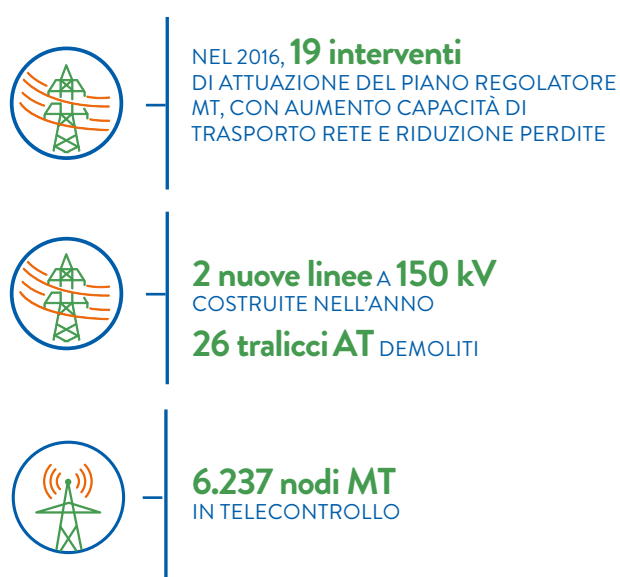 NEL 2016, 19 interventi
DI ATTUAZIONE DEL PIANO REGOLATORE
MT, CON AUMENTO CAPACITÀ DI
TRASPORTO RETE E RIDUZIONE PERDITE
2 nuove linee A 150 kV
COSTRUITE NELL'ANNO
26 tralicci AT DEMOLITI
6.237 nodi MT
IN TELECONTROLLO